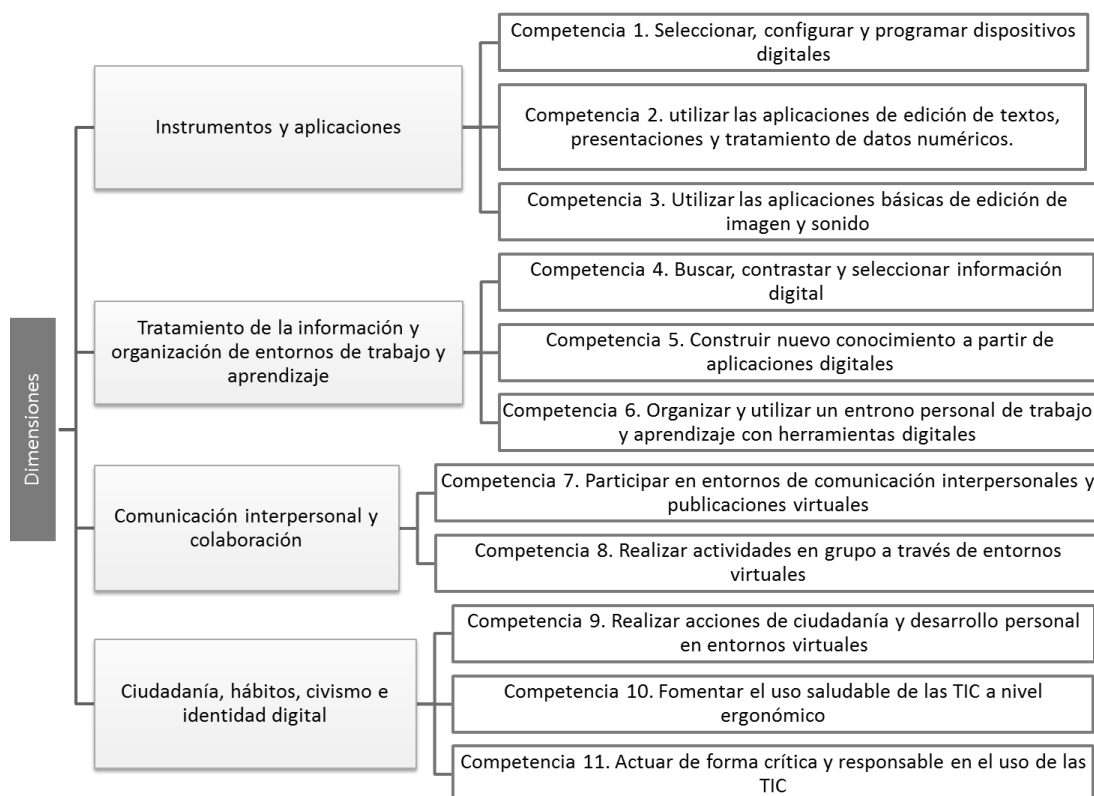 Dimensiones
Instrumentos y aplicaciones
Competencia 1. Seleccionar, configurar y programar dispositivos
digitales
Competencia 2. utilizar las aplicaciones de edición de textos,
presentaciones y tratamiento de datos numéricos.
Competencia 3. Utilizar las aplicaciones básicas de edición de
imagen y sonido
Tratamiento de la información y
organización de entornos de trabajo y
aprendizaje
Competencia 4. Buscar, contrastar y seleccionar información
digital
Competencia 5. Construir nuevo conocimiento a partir de
aplicaciones digitales
Competencia 6. Organizar y utilizar un entrono personal de trabajo
y aprendizaje con herramientas digitales
Comunicación interpersonal y
colaboración
Competencia 7. Participar en entornos de comunicación interpersonales y
publicaciones virtuales
Competencia 8. Realizar actividades en grupo a través de entornos
virtuales
Ciudadanía, hábitos, civismo e
identidad digital
Competencia 9. Realizar acciones de ciudadanía y desarrollo personal
en entornos virtuales
Competencia 10. Fomentar el uso saludable de las TIC a nivel
ergonómico
Competencia 11. Actuar de forma crítica y responsable en el uso de las
TIC